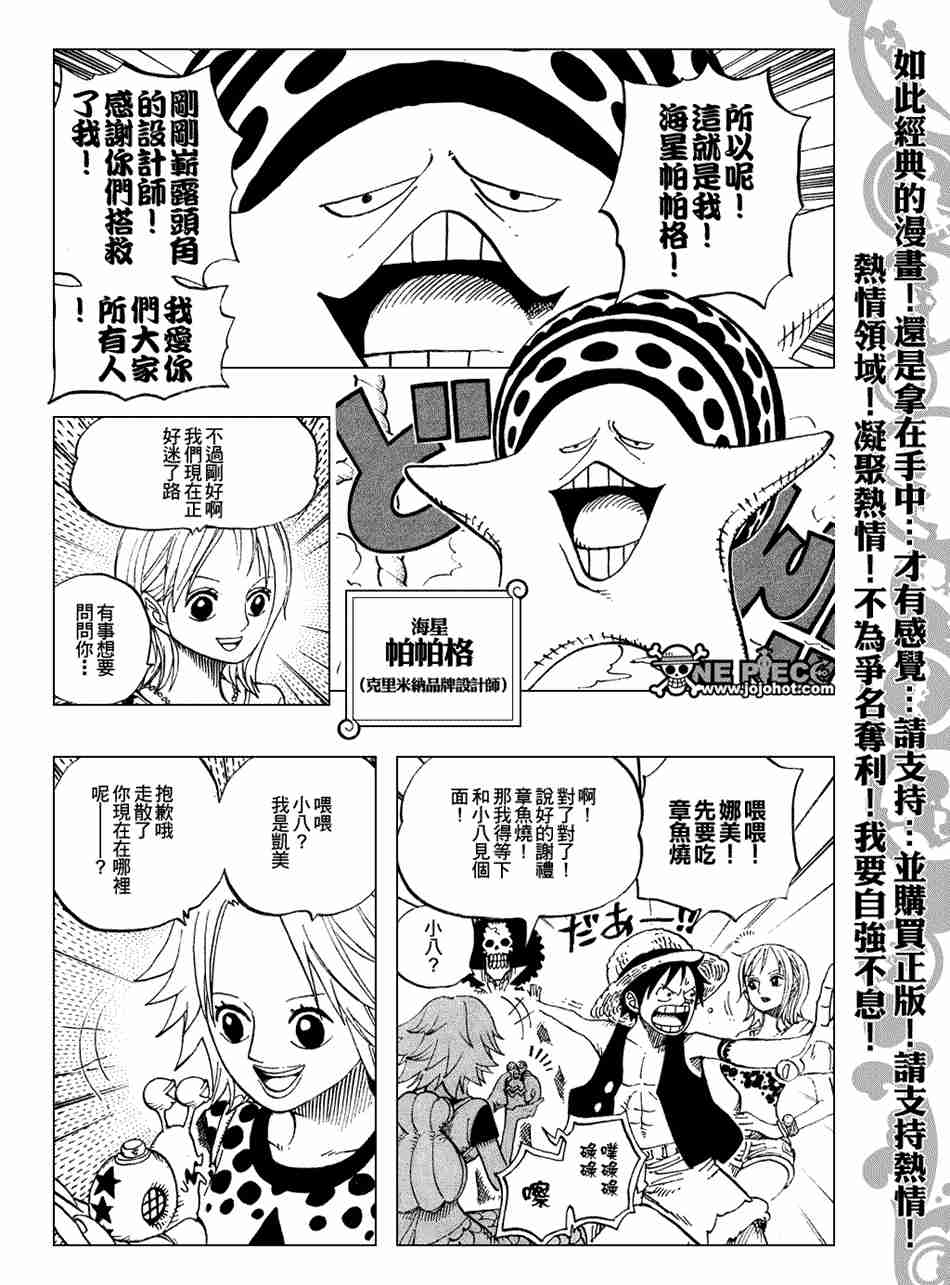 所以呢！
這就是我！
海星帕帕格！
剛剛嶄露頭角
的設計師！
感謝你們搭救
了我！
我愛你
們大家
所有人
！
ど
ん
海星
帕帕格
（克里米納品牌設計師）
ONE PIECE
www.jojohot.com
不過剛好啊
我們現在正
好迷了路
有事想要
問問你…
喂喂！
娜美！
先要吃
章魚燒
啊！
對了對了！
說好的謝禮
章魚燒！
那我得等下
和小八見個
面！
だあー!!
小八？
噗碌碌
碌碌
碌碌
嚓
喂喂
小八？
我是凱美
抱歉哦
走散了
你現在在哪裡
呢——？
如此經典的漫畫！還是拿在手中…才有感覺…請支持…並購買正版！請支持熱情！
熱情領域！凝聚熱情！不為爭名奪利！我要自強不息！